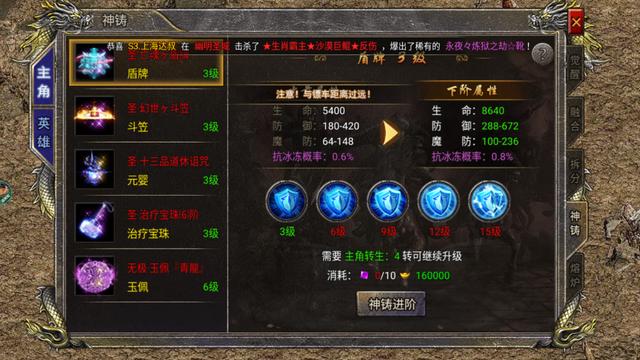 神铸
恭喜 S3.上海达叔 在 幽明圣城 击杀了 ★生肖霸主★沙漠巨鲲★反伤，爆出了稀有的 永夜々炼狱之劫☆靴！
主角
英雄
盾牌 3级
圣·幻世ヶ斗笠
斗笠 3级
圣·十三品道休诅咒
元婴 3级
圣·治疗宝珠/6阶
治疗宝珠 3级
无极·玉佩『青龍』
玉佩 6级
盾牌 3级
注意！与镖车距离过远！
生 命：5400
防 御：180-420
魔 防：64-148
抗冰冻概率：0.6%
下阶属性
生 命：8640
防 御：288-672
魔 防：100-236
抗冰冻概率：0.8%
3级 6级 9级 12级 15级
需要 主角转生：4 转可继续升级
消耗： 0/10 160000
神铸进阶
觉醒
融合
拆分
神铸
熔炉